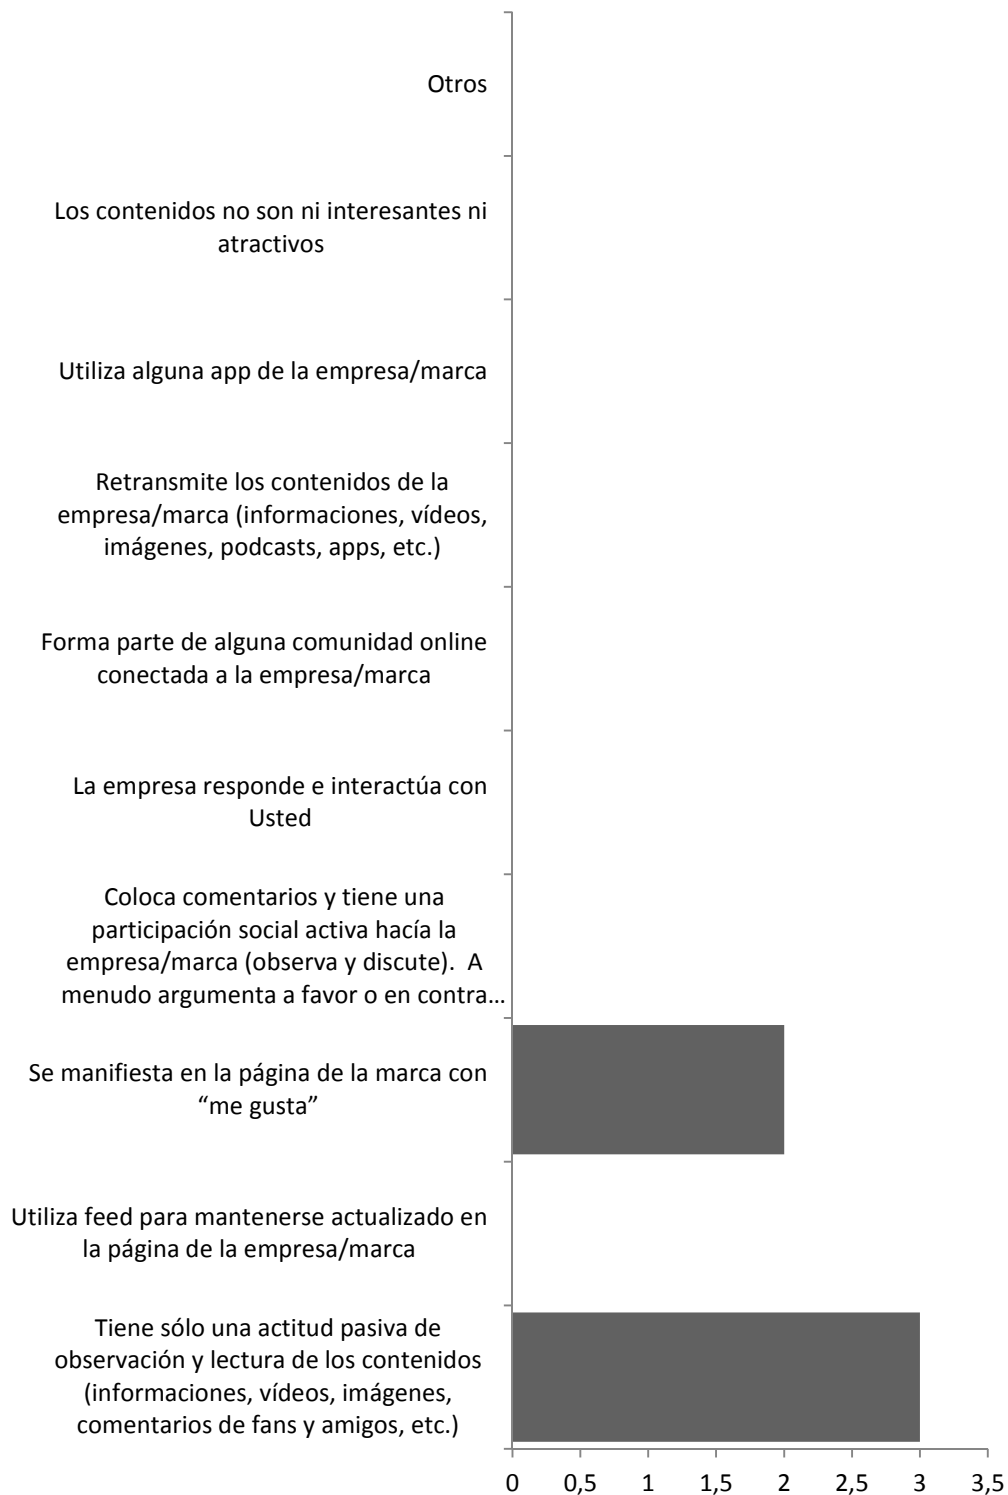 Otros
Los contenidos no son ni interesantes ni
atractivos
Utiliza alguna app de la empresa/marca
Retransmite los contenidos de la
empresa/marca (informaciones, vídeos,
imágenes, podcasts, apps, etc.)
Forma parte de alguna comunidad online
conectada a la empresa/marca
La empresa responde e interactúa con
Usted
Coloca comentarios y tiene una
participación social activa hacía la
empresa/marca (observa y discute).  A
menudo argumenta a favor o en contra…
Se manifiesta en la página de la marca con
“me gusta”
Utiliza feed para mantenerse actualizado en
la página de la empresa/marca
Tiene sólo una actitud pasiva de
observación y lectura de los contenidos
(informaciones, vídeos, imágenes,
comentarios de fans y amigos, etc.)
0 0,5 1 1,5 2 2,5 3 3,5